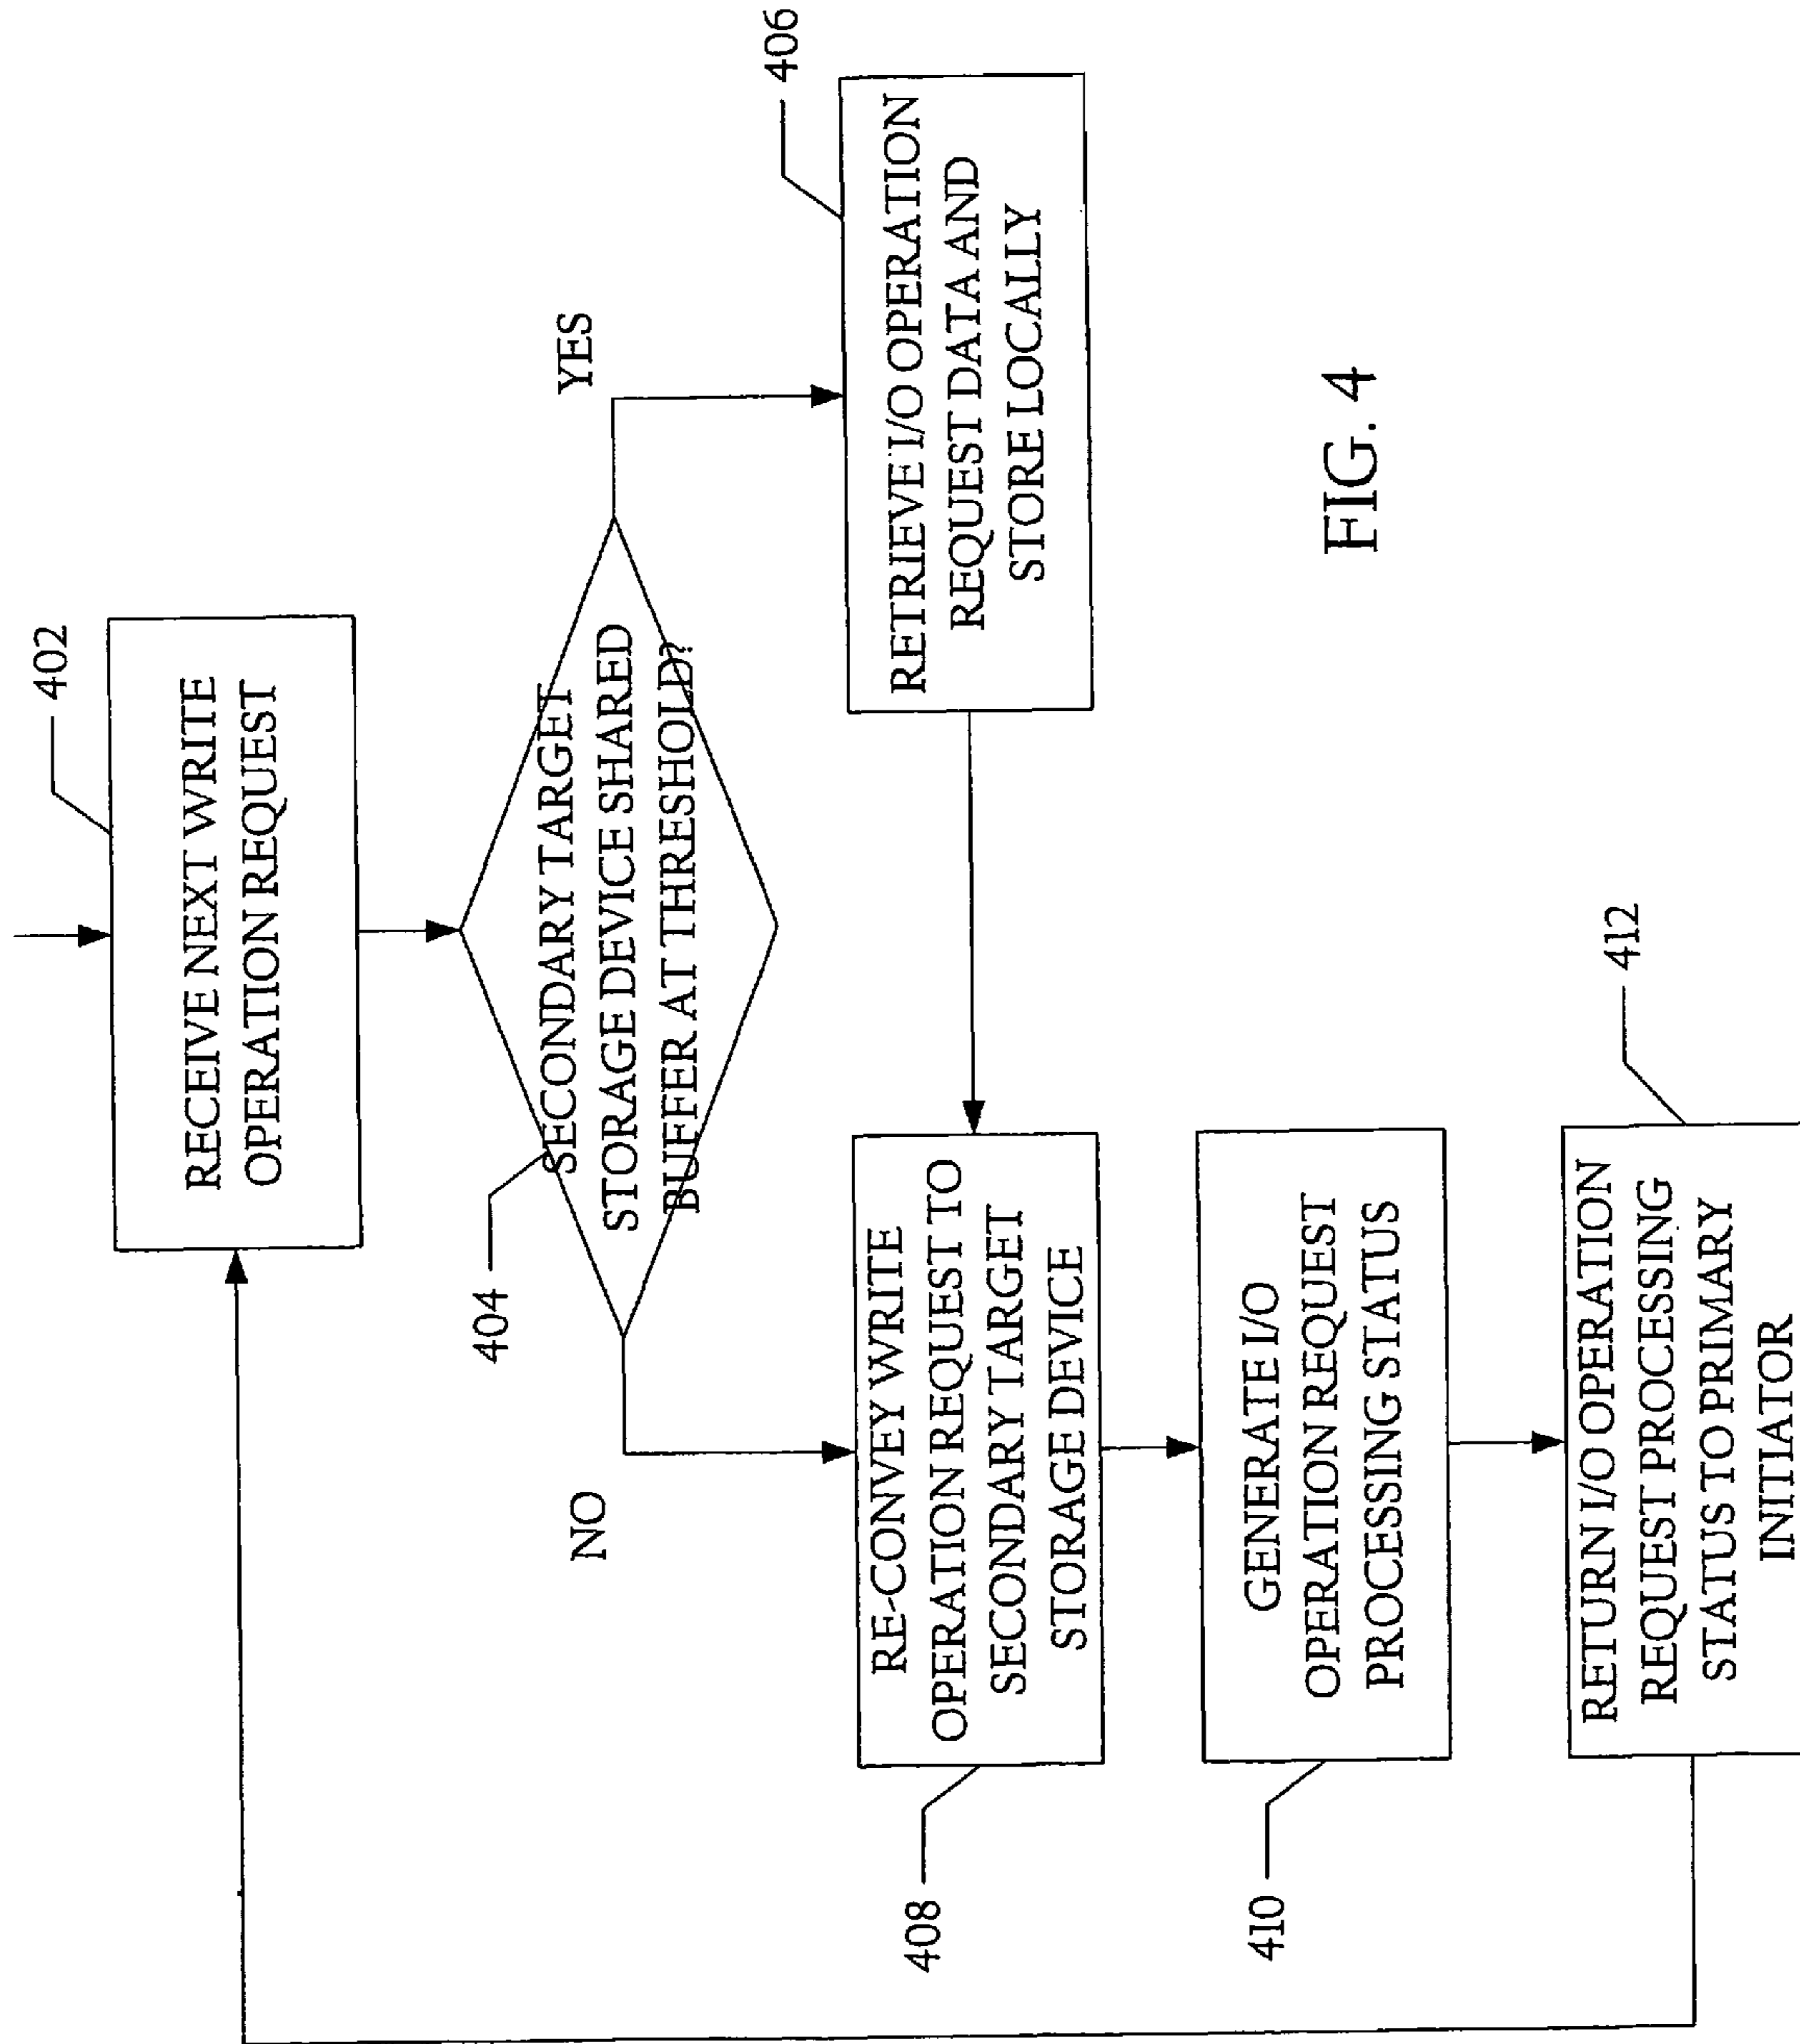 402
RECEIVE NEXT WRITE
OPERATION REQUEST
404
SECONDARY TARGET
STORAGE DEVICE SHARED
BUFFER AT THRESHOLD?
NO
YES
406
RETRIEVE I/O OPERATION
REQUEST DATA AND
STORE LOCALLY
408
RE-CONVEY WRITE
OPERATION REQUEST TO
SECONDARY TARGET
STORAGE DEVICE
410
GENERATE I/O
OPERATION REQUEST
PROCESSING STATUS
412
RETURN I/O OPERATION
REQUEST PROCESSING
STATUS TO PRIMARY
INITIATOR
FIG. 4